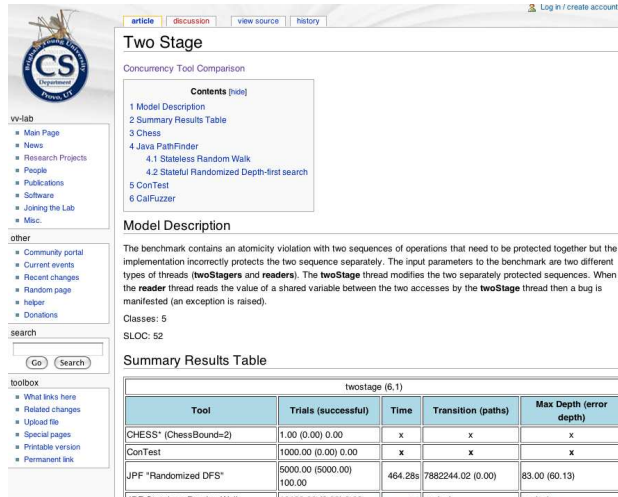 Log in / create account
article discussion view source history
Two Stage
Concurrency Tool Comparison
Contents [hide]
1 Model Description
2 Summary Results Table
3 Chess
4 Java PathFinder
4.1 Stateless Random Walk
4.2 Stateful Randomized Depth-first search
5 ConTest
6 CalFuzzer
Brigham Young University
CS
Department
Provo, UT
vv-lab
Main Page
News
Research Projects
People
Publications
Software
Joining the Lab
Misc.
other
Community portal
Current events
Recent changes
Random page
helper
Donations
search
Go Search
toolbox
What links here
Related changes
Upload file
Special pages
Printable version
Permanent link
Model Description
The benchmark contains an atomicity violation with two sequences of operations that need to be protected together but the
implementation incorrectly protects the two sequence separately. The input parameters to the benchmark are two different
types of threads (twoStagers and readers). The twoStage thread modifies the two separately protected sequences. When
the reader thread reads the value of a shared variable between the two accesses by the twoStage thread then a bug is
manifested (an exception is raised).
Classes: 5
SLOC: 52
Summary Results Table
twostage (6,1)
Tool Trials (successful) Time Transition (paths) Max Depth (error
depth)
CHESS* (ChessBound=2) 1.00 (0.00) 0.00 x x x
ConTest 1000.00 (0.00) 0.00 x x x
JPF "Randomized DFS" 5000.00 (5000.00)
100.00 464.28s 7882244.02 (0.00) 83.00 (60.13)